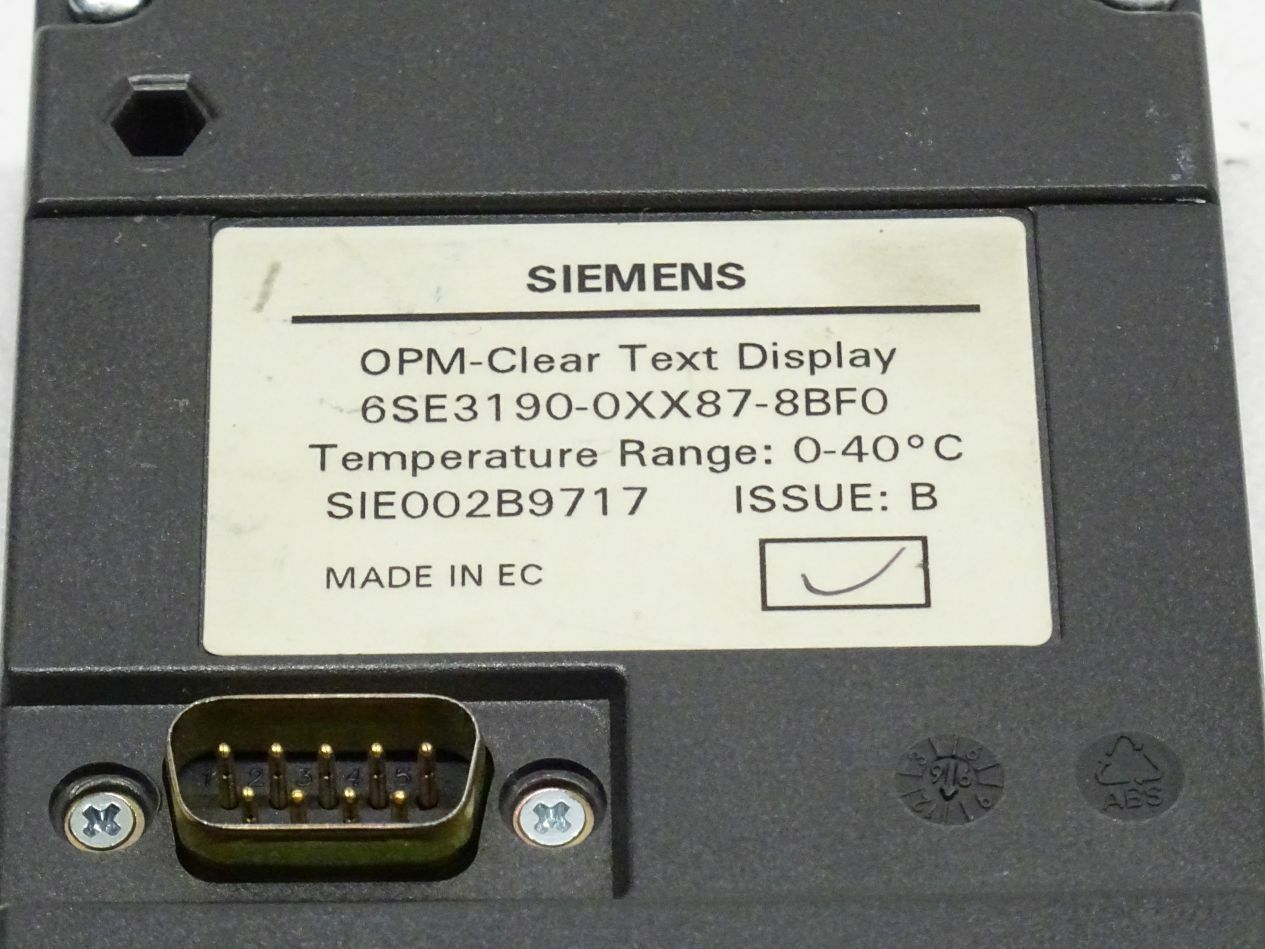 SIEMENS
OPM-Clear Text Display
6SE3190-0XX87-8BF0
Temperature Range: 0-40°C
SIE002B9717 ISSUE: B
MADE IN EC
1 2 3 4 5
ABS